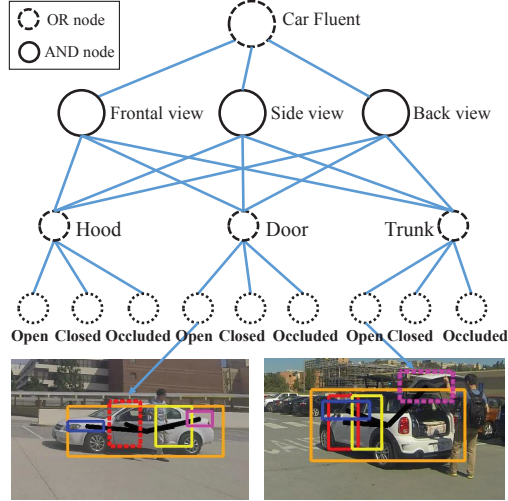 OR node
AND node
Car Fluent
Frontal view
Side view
Back view
Hood
Door
Trunk
Open Closed Occluded Open Closed Occluded Open Closed Occluded